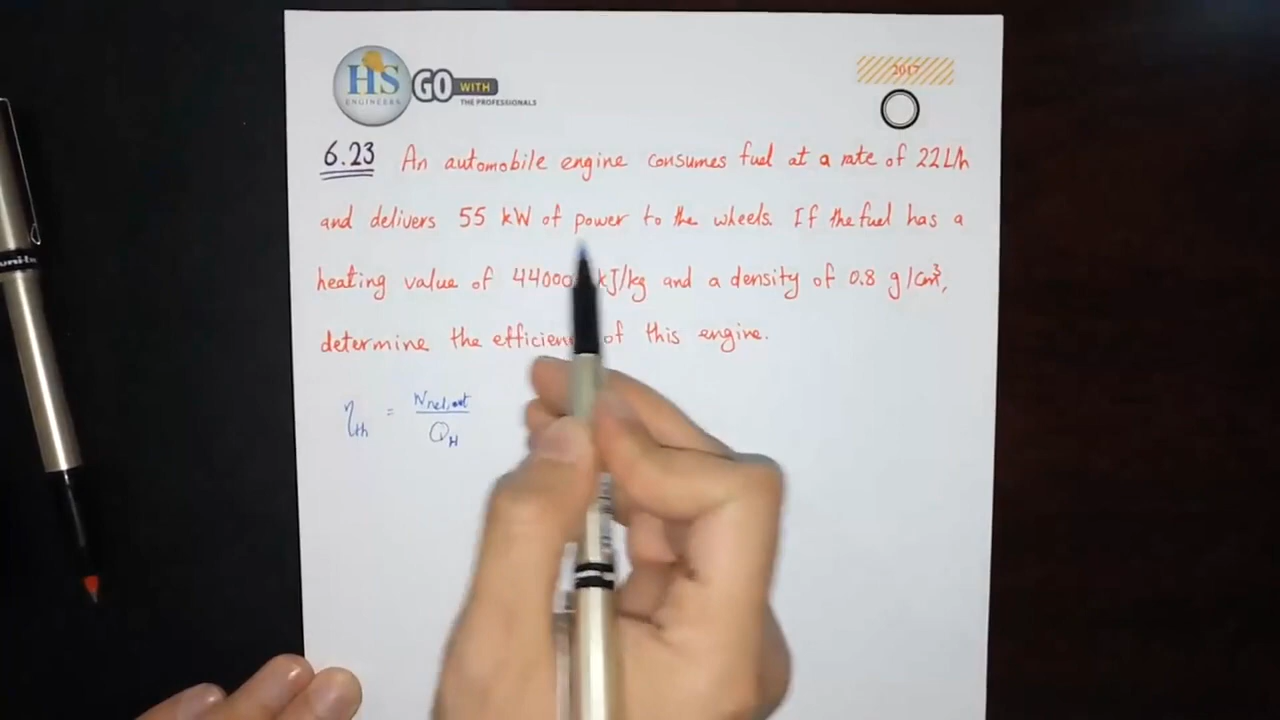 HS
ENGINEERS
GO WITH
THE PROFESSIONALS
2017
6.23 An automobile engine consumes fuel at a rate of 22 L/h
and delivers 55 kW of power to the wheels. If the fuel has a
heating value of 44000 kJ/kg and a density of 0.8 g/cm³,
determine the of this engine.
ηth = Wnet,out
QH